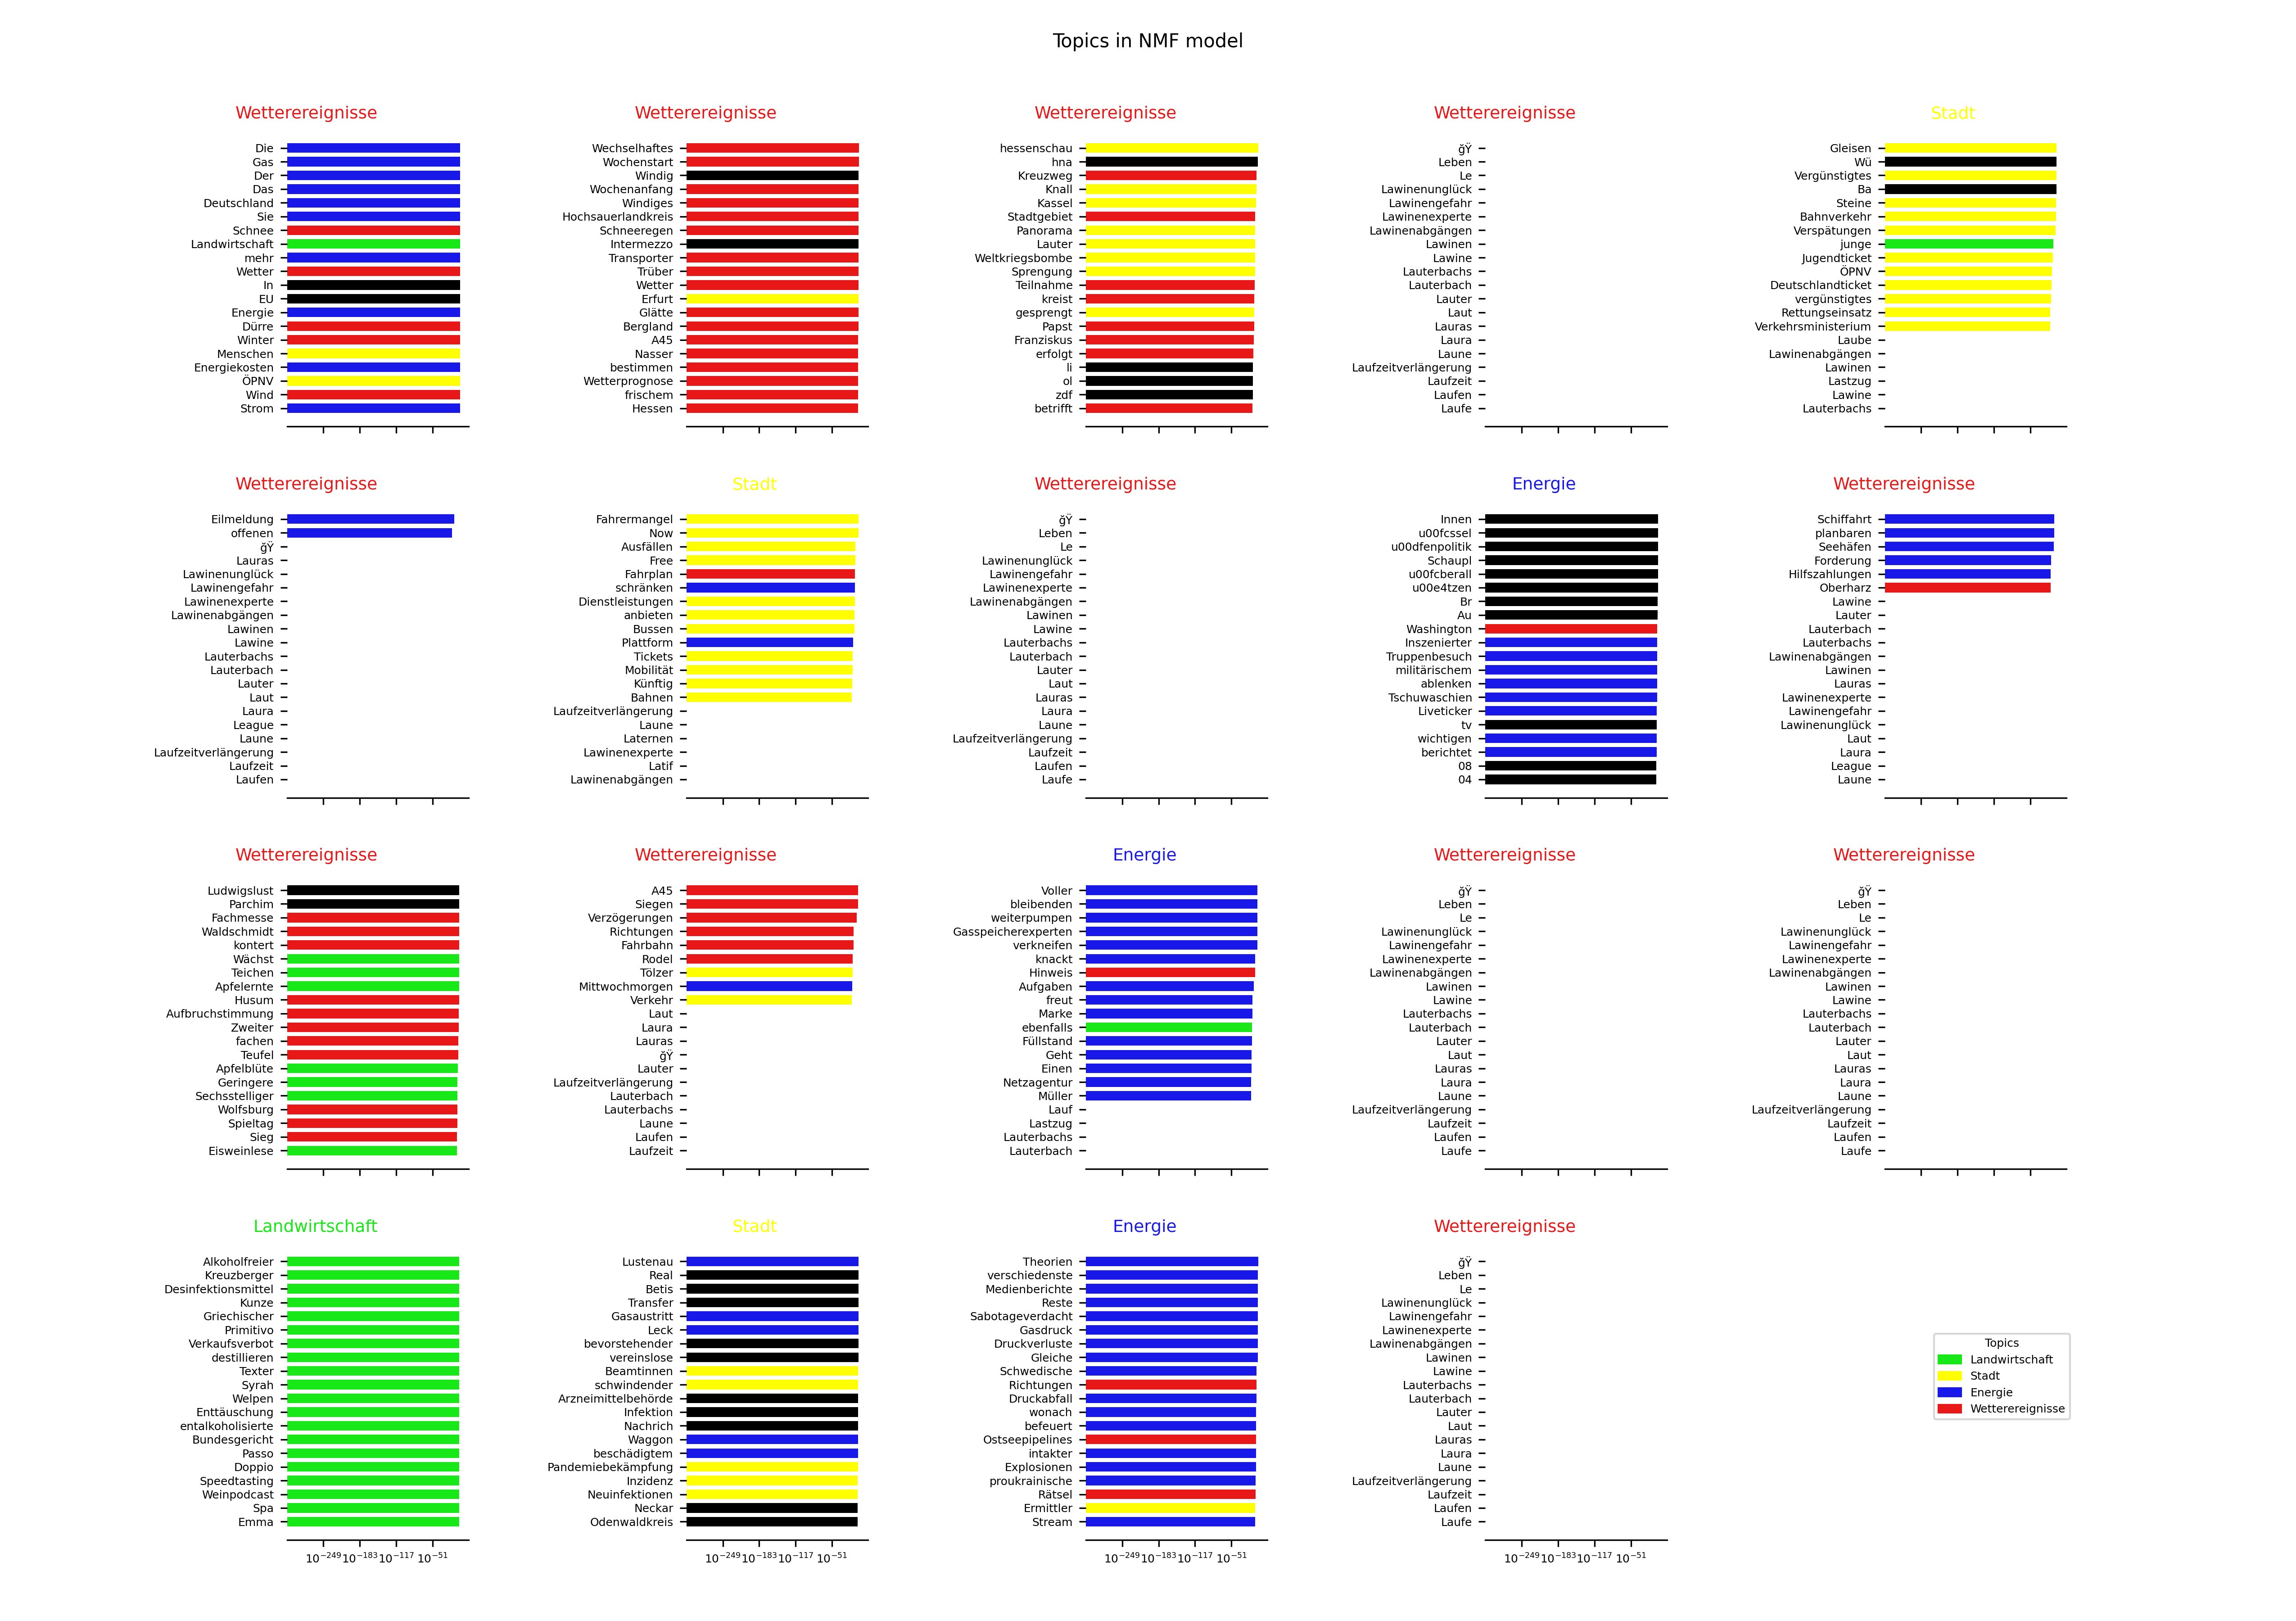 Topics in NMF model
Wetterereignisse
Die
Gas
Der
Das
Deutschland
Sie
Schnee
Landwirtschaft
mehr
Wetter
In
EU
Energie
Dürre
Winter
Menschen
Energiekosten
ÖPNV
Wind
Strom
Wetterereignisse
Wechselhaftes
Wochenstart
Windig
Wochenanfang
Windiges
Hochsauerlandkreis
Schneeregen
Intermezzo
Transporter
Trüber
Wetter
Erfurt
Glätte
Bergland
A45
Nasser
bestimmen
Wetterprognose
frischem
Hessen
Wetterereignisse
hessenschau
hna
Kreuzweg
Knall
Kassel
Stadtgebiet
Panorama
Lauter
Weltkriegsbombe
Sprengung
Teilnahme
kreist
gesprengt
Papst
Franziskus
erfolgt
li
ol
zdf
betrifft
Wetterereignisse
ğŸ
Leben
Le
Lawinenunglück
Lawinengefahr
Lawinenexperte
Lawinenabgängen
Lawinen
Lawine
Lauterbachs
Lauterbach
Lauter
Laut
Lauras
Laura
Laune
Laufzeitverlängerung
Laufzeit
Laufen
Laufe
Stadt
Gleisen
Wü
Vergünstigtes
Ba
Steine
Bahnverkehr
Verspätungen
junge
Jugendticket
ÖPNV
Deutschlandticket
vergünstigtes
Rettungseinsatz
Verkehrsministerium
Laube
Lawinenabgängen
Lawinen
Lastzug
Lawine
Lauterbachs
Wetterereignisse
Eilmeldung
offenen
ğŸ
Lauras
Lawinenunglück
Lawinengefahr
Lawinenexperte
Lawinenabgängen
Lawinen
Lawine
Lauterbachs
Lauterbach
Lauter
Laut
Laura
League
Laune
Laufzeitverlängerung
Laufzeit
Laufen
Stadt
Fahrermangel
Now
Ausfällen
Free
Fahrplan
schränken
Dienstleistungen
anbieten
Bussen
Plattform
Tickets
Mobilität
Künftig
Bahnen
Laufzeitverlängerung
Laune
Laternen
Lawinenexperte
Latif
Lawinenabgängen
Wetterereignisse
ğŸ
Leben
Le
Lawinenunglück
Lawinengefahr
Lawinenexperte
Lawinenabgängen
Lawinen
Lawine
Lauterbachs
Lauterbach
Lauter
Laut
Lauras
Laura
Laune
Laufzeitverlängerung
Laufzeit
Laufen
Laufe
Energie
Innen
u00fcssel
u00dfenpolitik
Schaupl
u00fcberall
u00e4tzen
Br
Au
Washington
Inszenierter
Truppenbesuch
militärischem
ablenken
Tschuwaschien
Liveticker
tv
wichtigen
berichtet
08
04
Wetterereignisse
Schiffahrt
planbaren
Seehäfen
Forderung
Hilfszahlungen
Oberharz
Lawine
Lauter
Lauterbach
Lauterbachs
Lawinenabgängen
Lawinen
Lauras
Lawinenexperte
Lawinengefahr
Lawinenunglück
Laut
Laura
League
Laune
Wetterereignisse
Ludwigslust
Parchim
Fachmesse
Waldschmidt
kontert
Wächst
Teichen
Apfelernte
Husum
Aufbruchstimmung
Zweiter
fachen
Teufel
Apfelblüte
Geringere
Sechsstelliger
Wolfsburg
Spieltag
Sieg
Eisweinlese
Wetterereignisse
A45
Siegen
Verzögerungen
Richtungen
Fahrbahn
Rodel
Tölzer
Mittwochmorgen
Verkehr
Laut
Laura
Lauras
ğŸ
Lauter
Laufzeitverlängerung
Lauterbach
Lauterbachs
Laune
Laufen
Laufzeit
Energie
Voller
bleibenden
weiterpumpen
Gasspeicherexperten
verkneifen
knackt
Hinweis
Aufgaben
freut
Marke
ebenfalls
Füllstand
Geht
Einen
Netzagentur
Müller
Lauf
Lastzug
Lauterbachs
Lauterbach
Wetterereignisse
ğŸ
Leben
Le
Lawinenunglück
Lawinengefahr
Lawinenexperte
Lawinenabgängen
Lawinen
Lawine
Lauterbachs
Lauterbach
Lauter
Laut
Lauras
Laura
Laune
Laufzeitverlängerung
Laufzeit
Laufen
Laufe
Wetterereignisse
ğŸ
Leben
Le
Lawinenunglück
Lawinengefahr
Lawinenexperte
Lawinenabgängen
Lawinen
Lawine
Lauterbachs
Lauterbach
Lauter
Laut
Lauras
Laura
Laune
Laufzeitverlängerung
Laufzeit
Laufen
Laufe
Landwirtschaft
Alkoholfreier
Kreuzberger
Desinfektionsmittel
Kunze
Griechischer
Primitivo
Verkaufsverbot
destillieren
Texter
Syrah
Welpen
Enttäuschung
entalkoholisierte
Bundesgericht
Passo
Doppio
Speedtasting
Weinpodcast
Spa
Emma
10⁻²⁴⁹ 10⁻¹⁸³ 10⁻¹¹⁷ 10⁻⁵¹
Stadt
Lustenau
Real
Betis
Transfer
Gasaustritt
Leck
bevorstehender
vereinslose
Beamtinnen
schwindender
Arzneimittelbehörde
Infektion
Nachrich
Waggon
beschädigtem
Pandemiebekämpfung
Inzidenz
Neuinfektionen
Neckar
Odenwaldkreis
10⁻²⁴⁹ 10⁻¹⁸³ 10⁻¹¹⁷ 10⁻⁵¹
Energie
Theorien
verschiedenste
Medienberichte
Reste
Sabotageverdacht
Gasdruck
Druckverluste
Gleiche
Schwedische
Richtungen
Druckabfall
wonach
befeuert
Ostseepipelines
intakter
Explosionen
proukrainische
Rätsel
Ermittler
Stream
10⁻²⁴⁹ 10⁻¹⁸³ 10⁻¹¹⁷ 10⁻⁵¹
Wetterereignisse
ğŸ
Leben
Le
Lawinenunglück
Lawinengefahr
Lawinenexperte
Lawinenabgängen
Lawinen
Lawine
Lauterbachs
Lauterbach
Lauter
Laut
Lauras
Laura
Laune
Laufzeitverlängerung
Laufzeit
Laufen
Laufe
10⁻²⁴⁹ 10⁻¹⁸³ 10⁻¹¹⁷ 10⁻⁵¹
Topics
Landwirtschaft
Stadt
Energie
Wetterereignisse